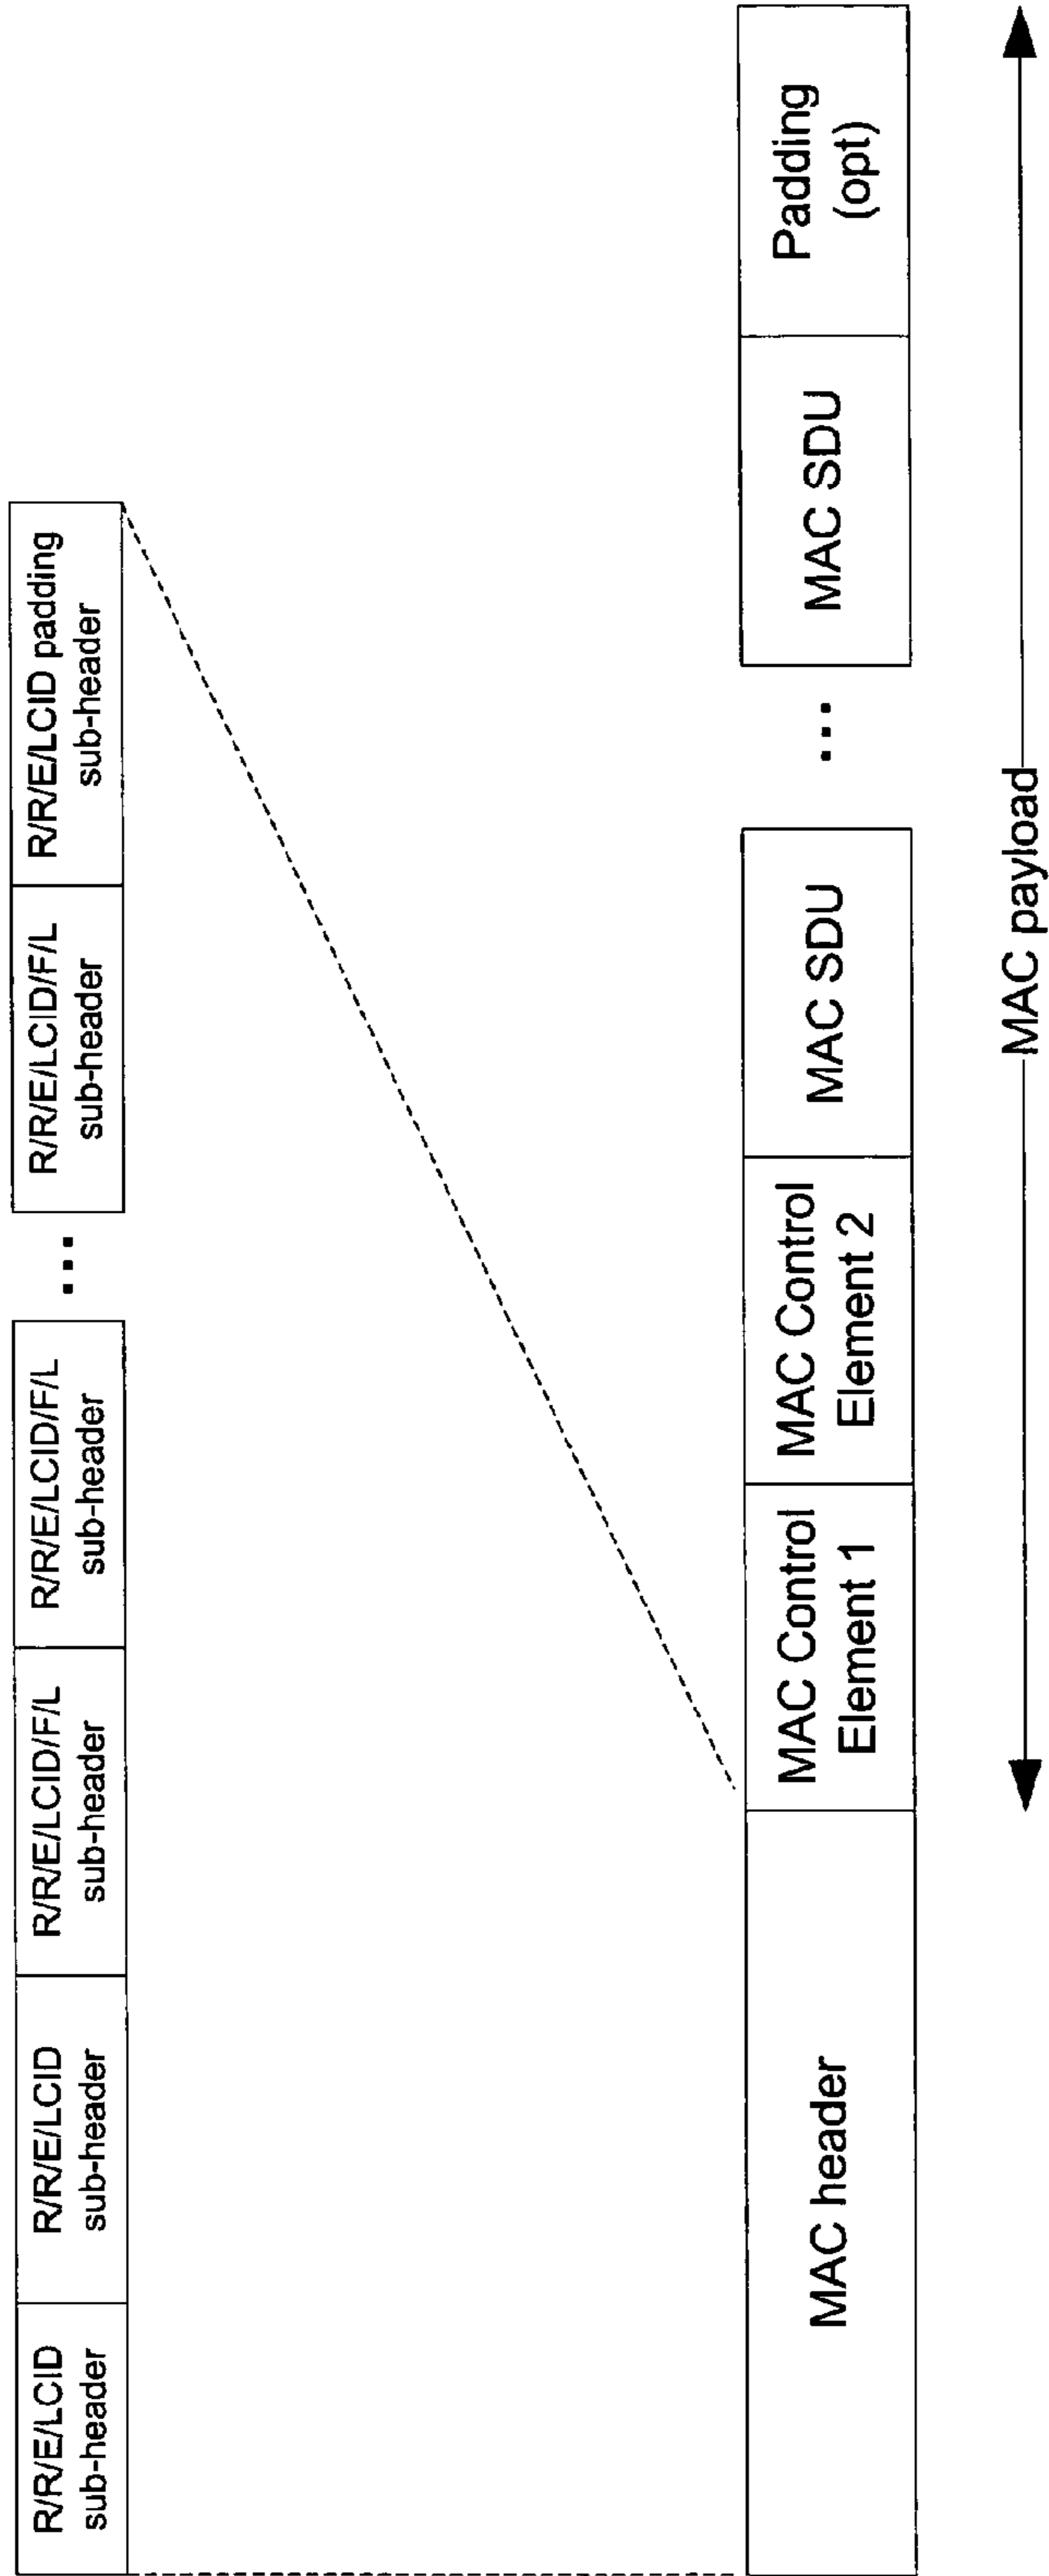 R/R/E/LCID
sub-header
R/R/E/LCID
sub-header
R/R/E/LCID/F/L
sub-header
R/R/E/LCID/F/L
sub-header
...
R/R/E/LCID/F/L
sub-header
R/R/E/LCID padding
sub-header
MAC header
MAC Control
Element 1
MAC Control
Element 2
MAC SDU
...
MAC SDU
Padding
(opt)
MAC payload